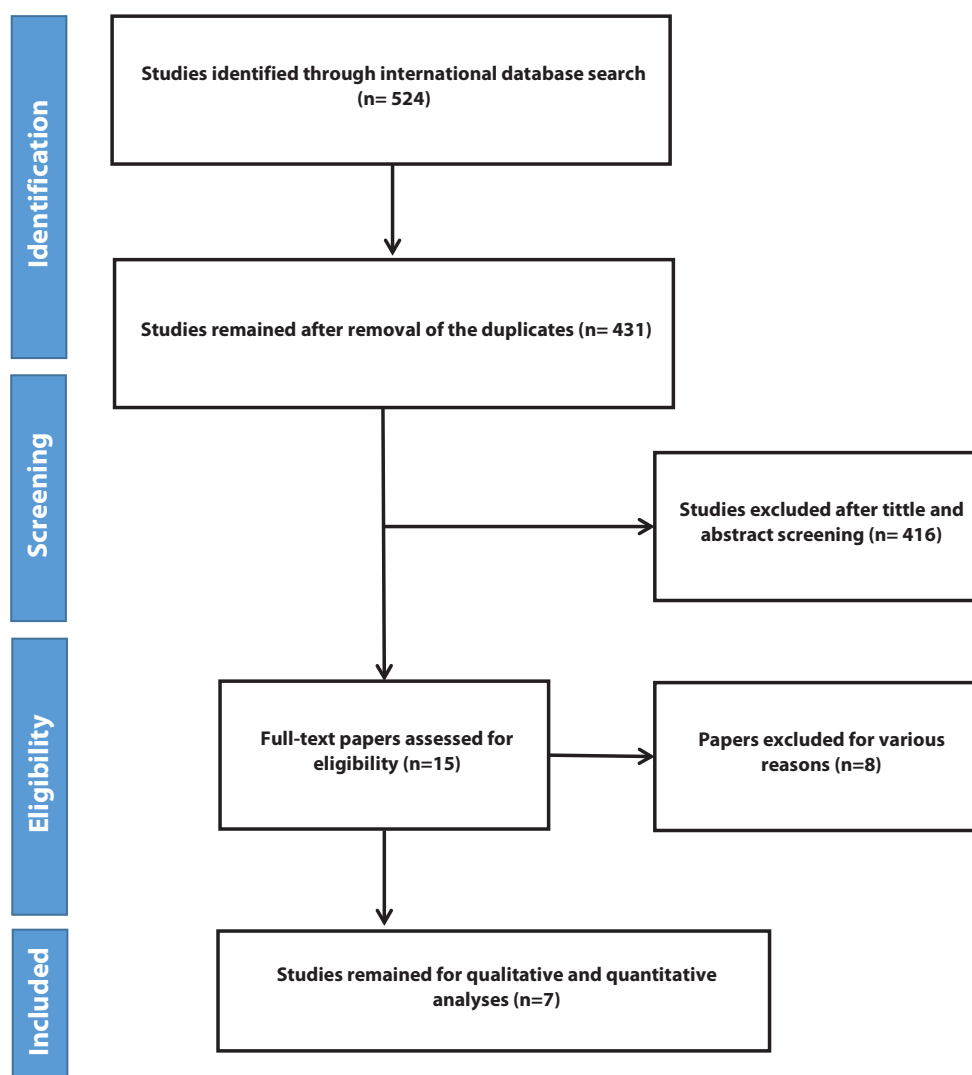 Identification
Studies identified through international database search
(n= 524)
Studies remained after removal of the duplicates (n= 431)
Screening
Studies excluded after tittle and
abstract screening (n= 416)
Eligibility
Full-text papers assessed for
eligibility (n=15)
Papers excluded for various
reasons (n=8)
Included
Studies remained for qualitative and quantitative
analyses (n=7)